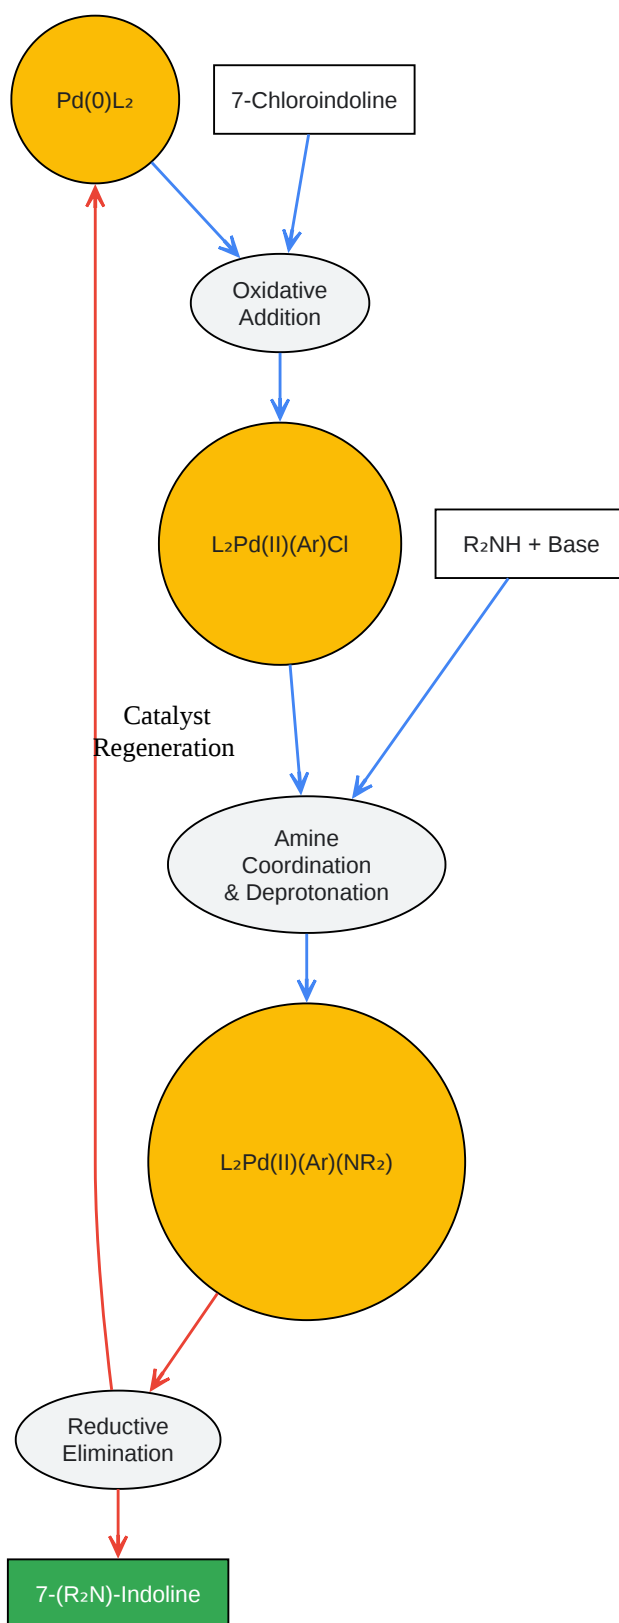 Pd(0)L₂
7-Chloroindoline
Oxidative
Addition
L₂Pd(II)(Ar)Cl
R₂NH + Base
Catalyst
Regeneration
Amine
Coordination
& Deprotonation
L₂Pd(II)(Ar)(NR₂)
Reductive
Elimination
7-(R₂N)-Indoline